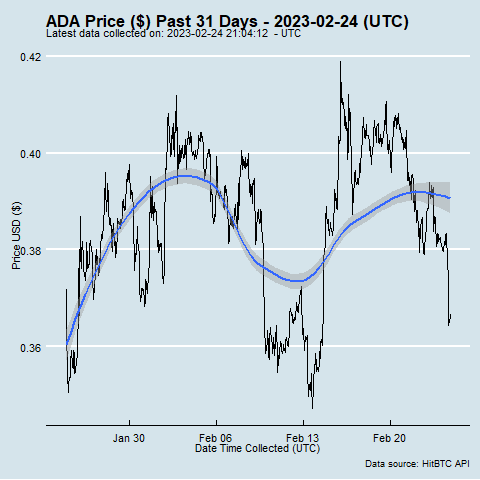 ADA Price ($) Past 31 Days - 2023-02-24 (UTC)
Latest data collected on: 2023-02-24 21:04:12  - UTC
0.42
0.40
0.38
0.36
Price USD ($)
Jan 30
Feb 06
Feb 13
Feb 20
Date Time Collected (UTC)
Data source: HitBTC API